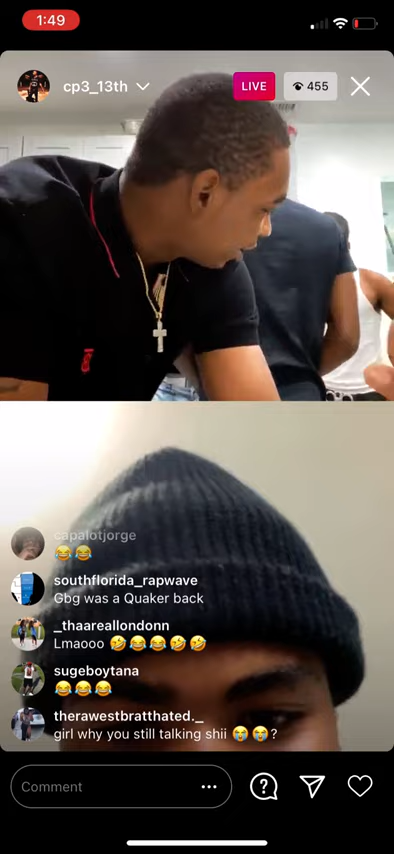 1:49
cp3_13th
LIVE
455
capalotjorge
😂😂
southflorida_rapwave
Gbg was a Quaker back
_thaareallondonn
Lmaooo 🤣😂😂🤣🤣
sugeboytana
😂😂😂
therawestbratthated._
girl why you still talking shii 😭😭?
Comment